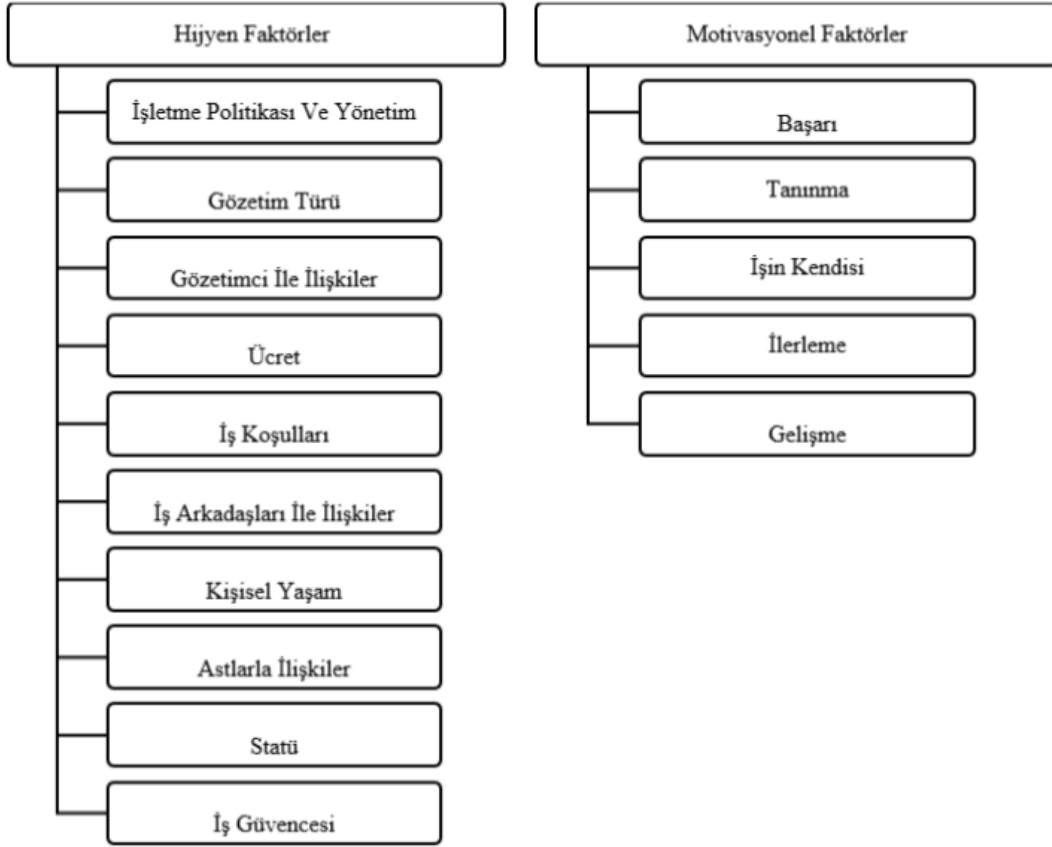 Hijyen Faktörler
İşletme Politikası Ve Yönetim
Gözetim Türü
Gözetimci İle İlişkiler
Ücret
İş Koşulları
İş Arkadaşları İle İlişkiler
Kişisel Yaşam
Astlarla İlişkiler
Statü
İş Güvencesi
Motivasyonel Faktörler
Başarı
Tanınma
İşin Kendisi
İlerleme
Gelişme